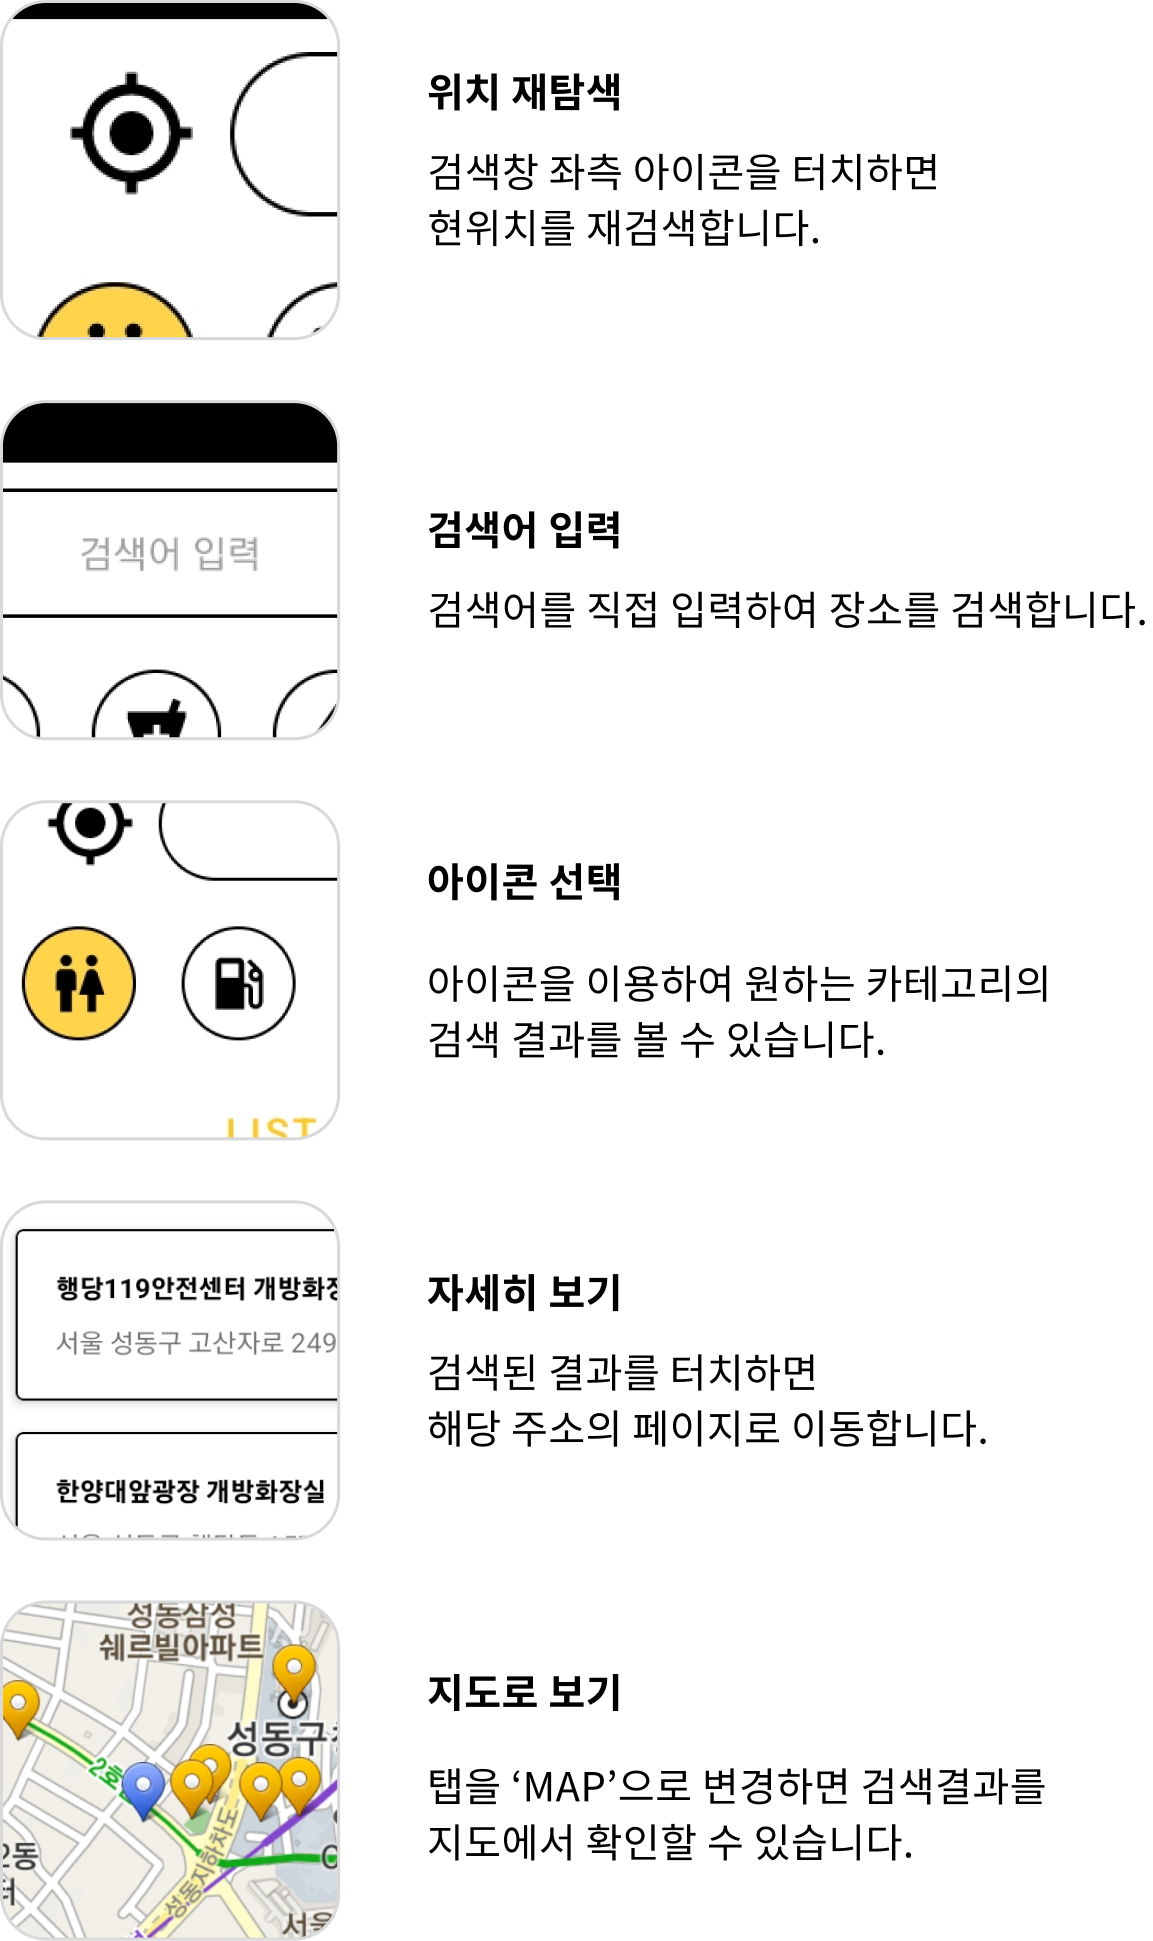 위치 재탐색
검색창 좌측 아이콘을 터치하면
현위치를 재검색합니다.
검색어 입력
검색어 입력
검색어를 직접 입력하여 장소를 검색합니다.
아이콘 선택
아이콘을 이용하여 원하는 카테고리의
검색 결과를 볼 수 있습니다.
LIST
행당119안전센터 개방화장
서울 성동구 고산자로 249
한양대앞광장 개방화장실
자세히 보기
검색된 결과를 터치하면
해당 주소의 페이지로 이동합니다.
성동삼성
쉐르빌아파트
성동구청
2호
성동지하차도
2동
서울
지도로 보기
탭을 ‘MAP’으로 변경하면 검색결과를
지도에서 확인할 수 있습니다.